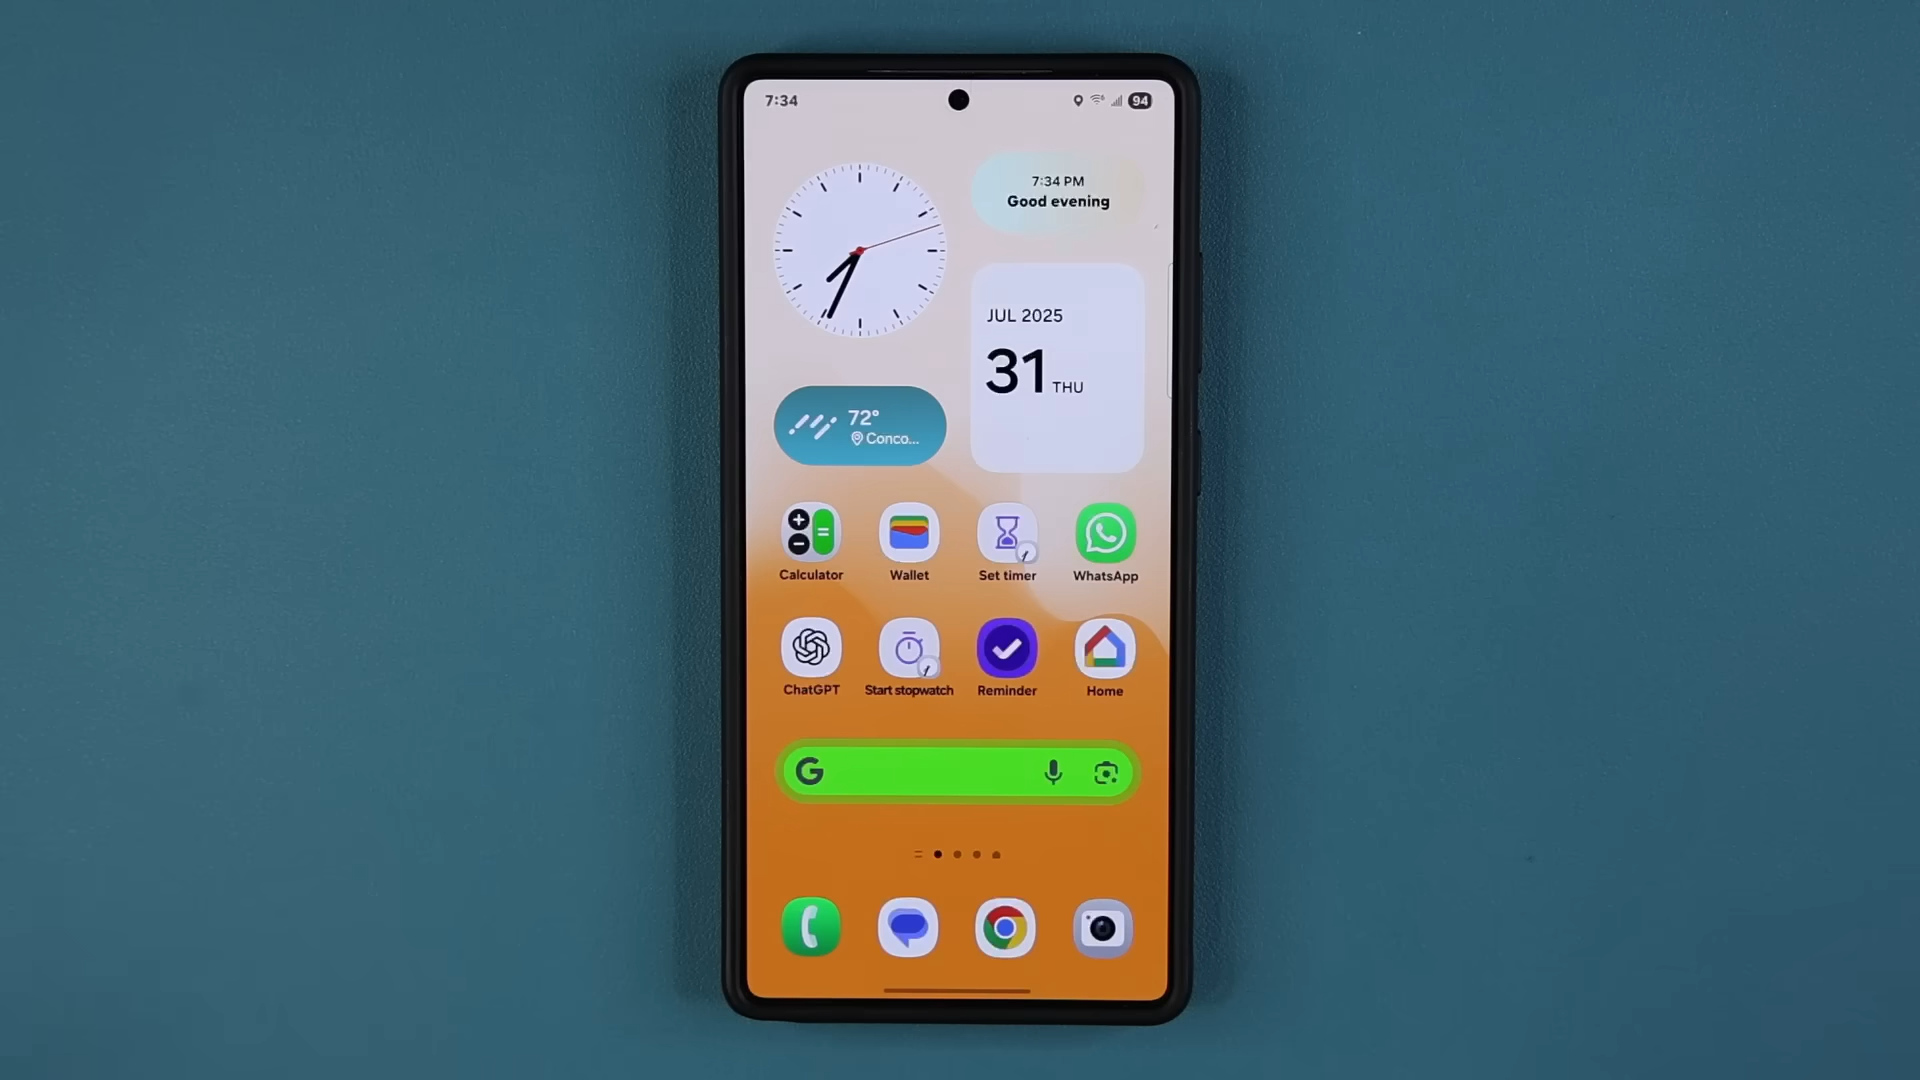 7:34
94
7:34 PM
Good evening
JUL 2025
31 THU
72°
Conco...
Calculator
Wallet
Set timer
WhatsApp
ChatGPT
Start stopwatch
Reminder
Home
G